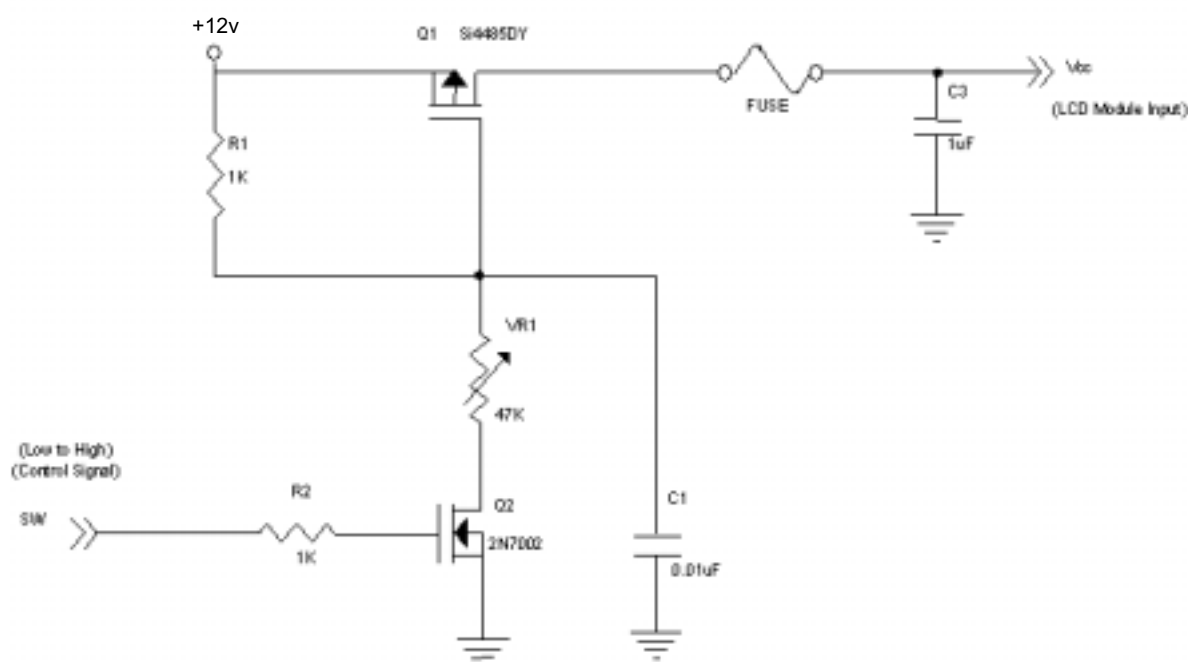 +12v
Q1 Si4485DY
FUSE
C3
1uF
Vcc
(LCD Module Input)
R1
1K
VR1
47K
(Low to High)
(Control Signal)
SW
R2
1K
Q2
2N7002
C1
0.01uF